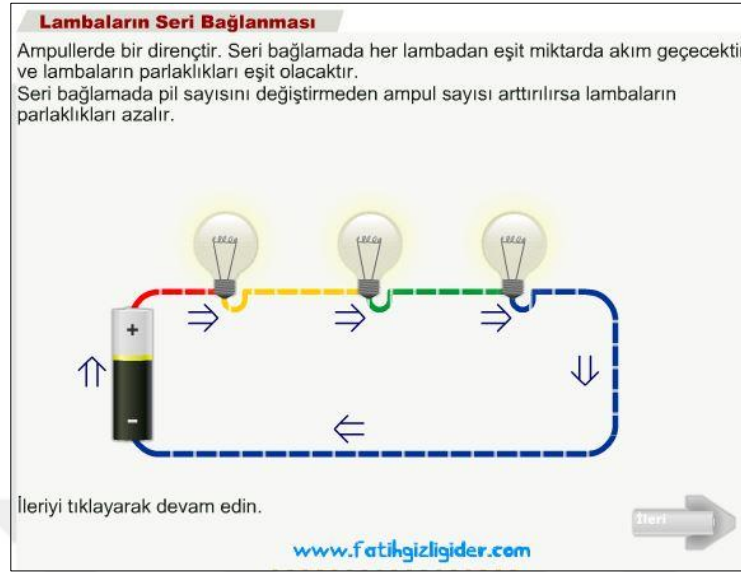 Lambaların Seri Bağlanması
Ampullerde bir dirençtir. Seri bağlamada her lambadan eşit miktarda akım geçecekti
ve lambaların parlaklıkları eşit olacaktır.
Seri bağlamada pil sayısını değiştirmeden ampul sayısı arttırılırsa lambaların
parlaklıkları azalır.
+
-
İleriyi tıklayarak devam edin.
İleri
www.fatihgizligider.com